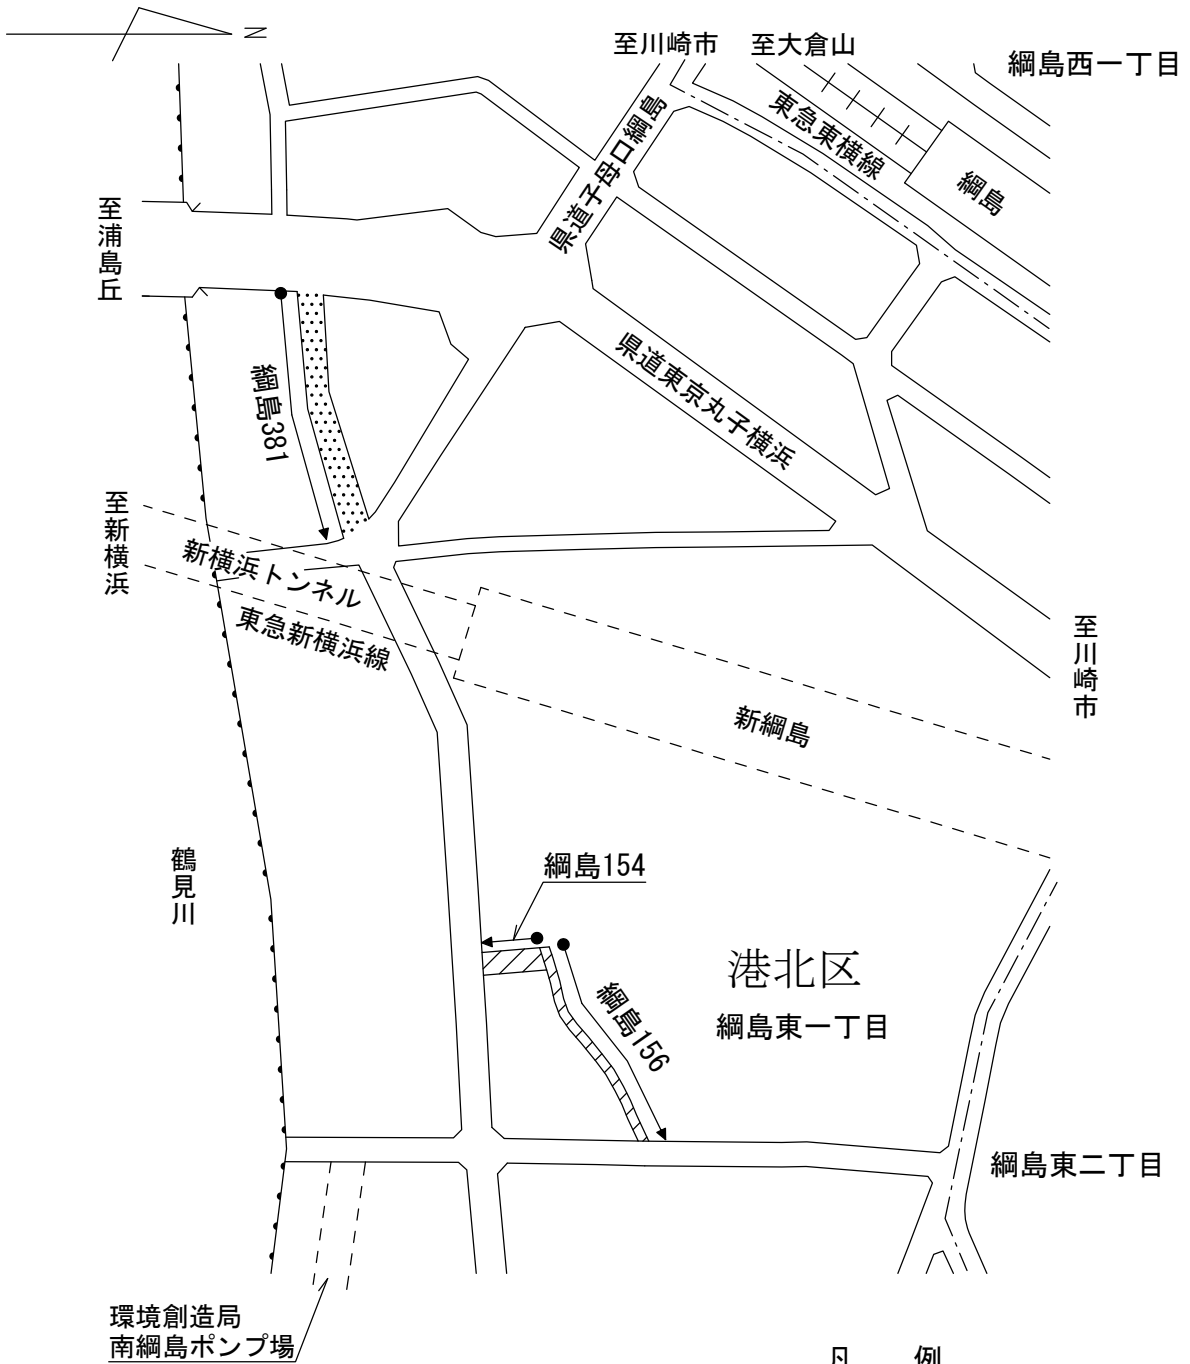 N
至川崎市
至大倉山
綱島西一丁目
東急東横線
綱島
県道子母口綱島
至浦島丘
綱島381
県道東京丸子横浜
至新横浜
新横浜トンネル
東急新横浜線
至川崎市
新綱島
鶴見川
綱島154
港北区
綱島156
綱島東一丁目
綱島東二丁目
環境創造局
南綱島ポンプ場
凡 例